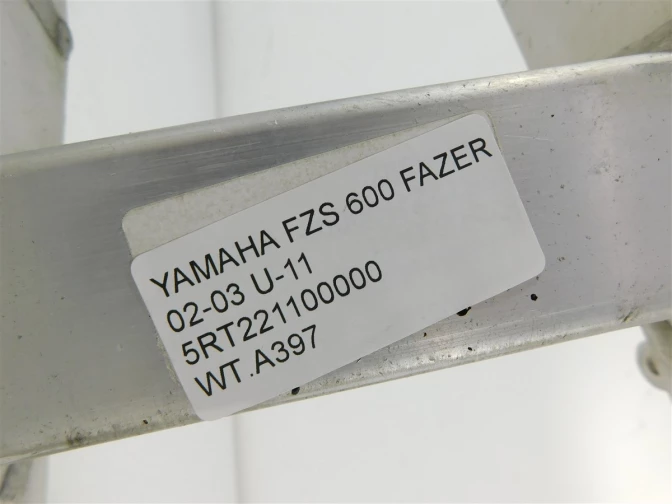 YAMAHA FZS 600 FAZER
02-03 U-11
5RT221100000
WT.A397